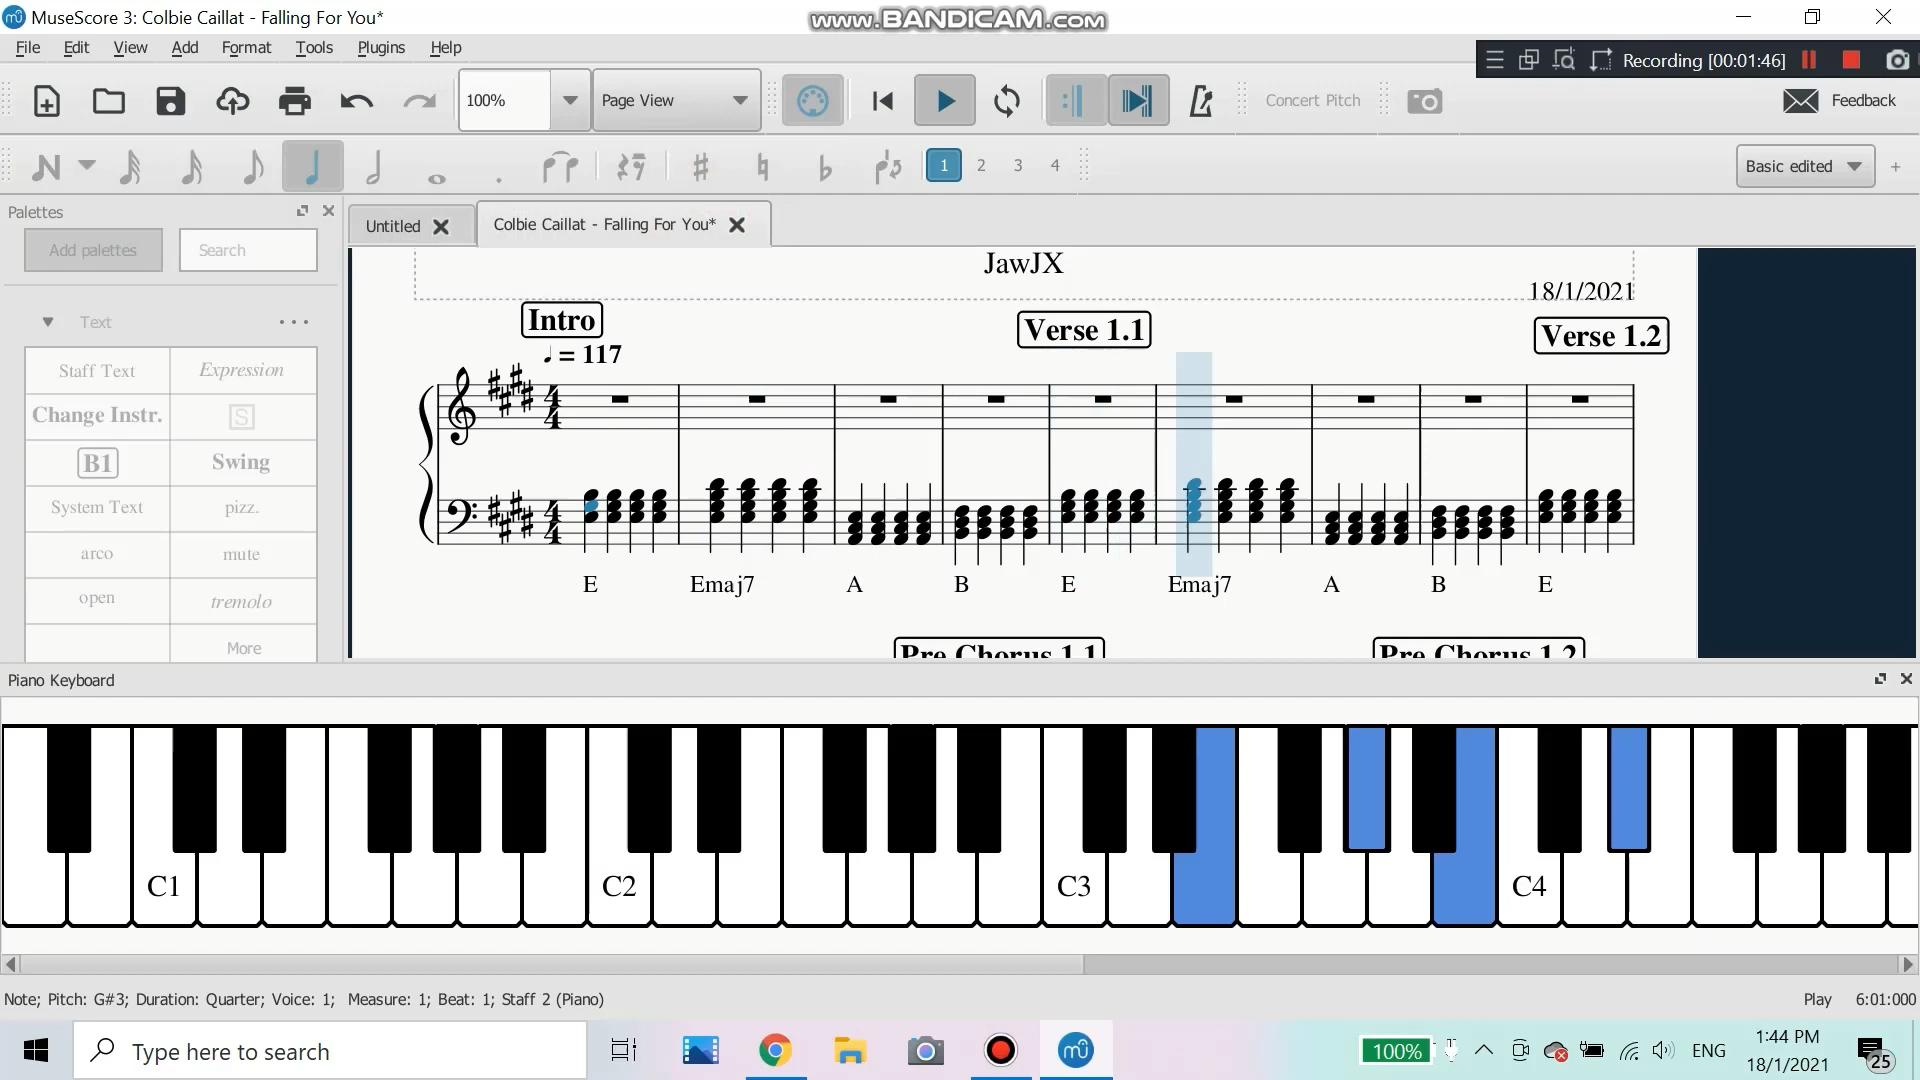 MuseScore 3: Colbie Caillat - Falling For You*
www.BANDICAM.com
File Edit View Add Format Tools Plugins Help
Recording [00:01:46]
100%
Page View
Concert Pitch
Feedback
1 2 3 4
Basic edited
Palettes
Untitled
Colbie Caillat - Falling For You*
Add palettes
Search
Text
Staff Text
Expression
Change Instr.
S
B1
Swing
System Text
pizz.
arco
mute
open
tremolo
More
JawJX
18/1/2021
Intro
Verse 1.1
Verse 1.2
= 117
4
4
4
4
E Emaj7 A B E Emaj7 A B E
Pre Chorus 1.1
Pre Chorus 1.2
Piano Keyboard
C1 C2 C3 C4
Note; Pitch: G#3; Duration: Quarter; Voice: 1; Measure: 1; Beat: 1; Staff 2 (Piano)
Play 6:01:000
Type here to search
100%
ENG
1:44 PM
18/1/2021
25